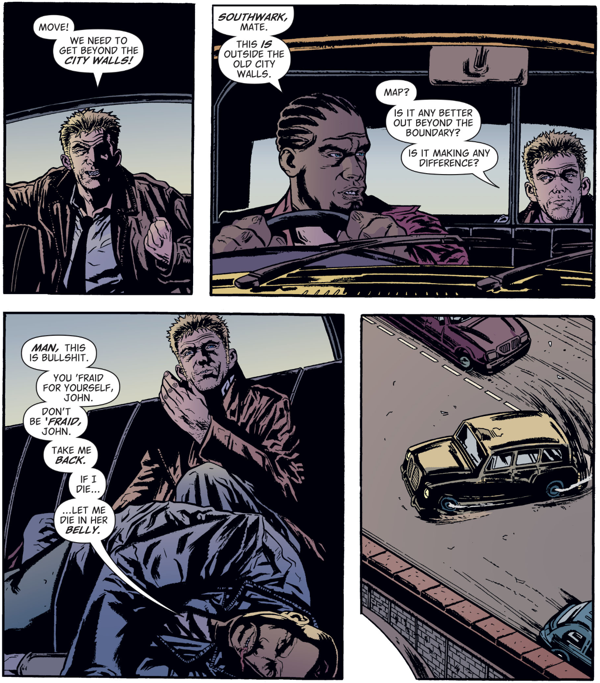 MOVE!
WE NEED TO
GET BEYOND THE
CITY WALLS!
SOUTHWARK,
MATE.
THIS IS
OUTSIDE THE
OLD CITY
WALLS.
MAP?
IS IT ANY BETTER
OUT BEYOND THE
BOUNDARY?
IS IT MAKING ANY
DIFFERENCE?
MAN, THIS
IS BULLSHIT.
YOU 'FRAID
FOR YOURSELF,
JOHN.
DON'T
BE 'FRAID,
JOHN.
TAKE ME
BACK.
IF I
DIE...
...LET ME
DIE IN HER
BELLY.